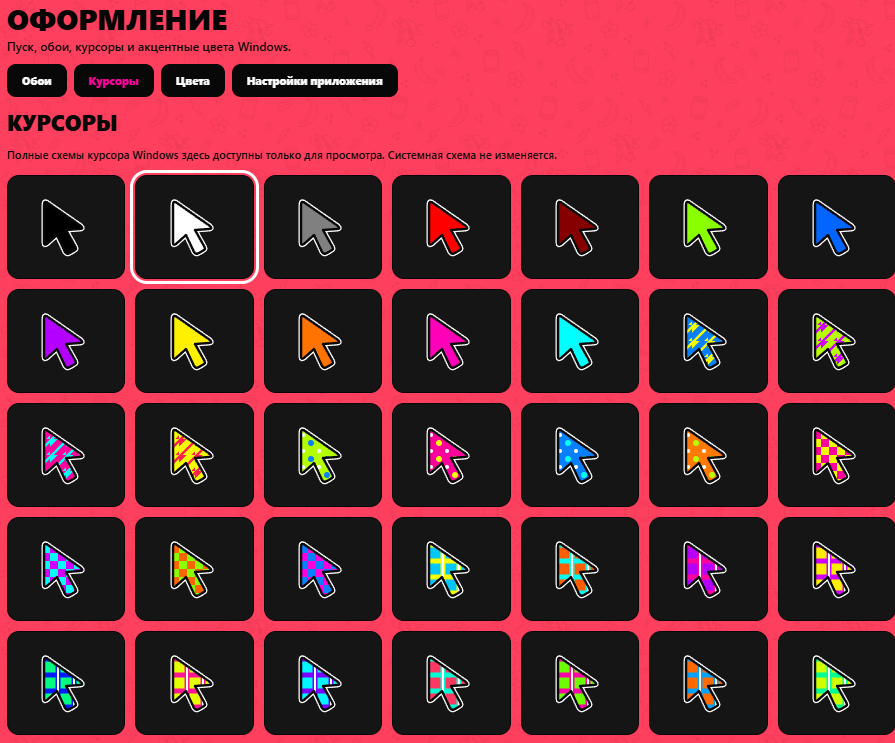 ОФОРМЛЕНИЕ
Пуск, обои, курсоры и акцентные цвета Windows.
Обои Курсоры Цвета Настройки приложения
КУРСОРЫ
Полные схемы курсора Windows здесь доступны только для просмотра. Системная схема не изменяется.